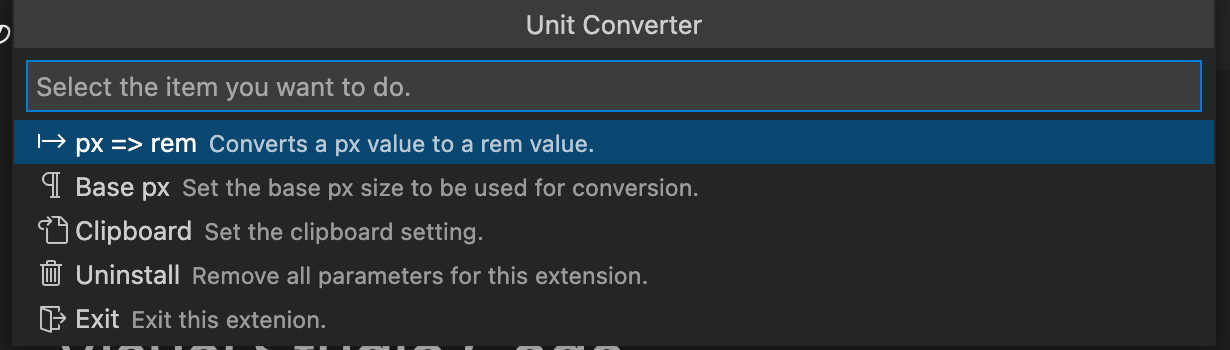 Unit Converter
Select the item you want to do.
px => rem Converts a px value to a rem value.
Base px Set the base px size to be used for conversion.
Clipboard Set the clipboard setting.
Uninstall Remove all parameters for this extension.
Exit Exit this extenion.